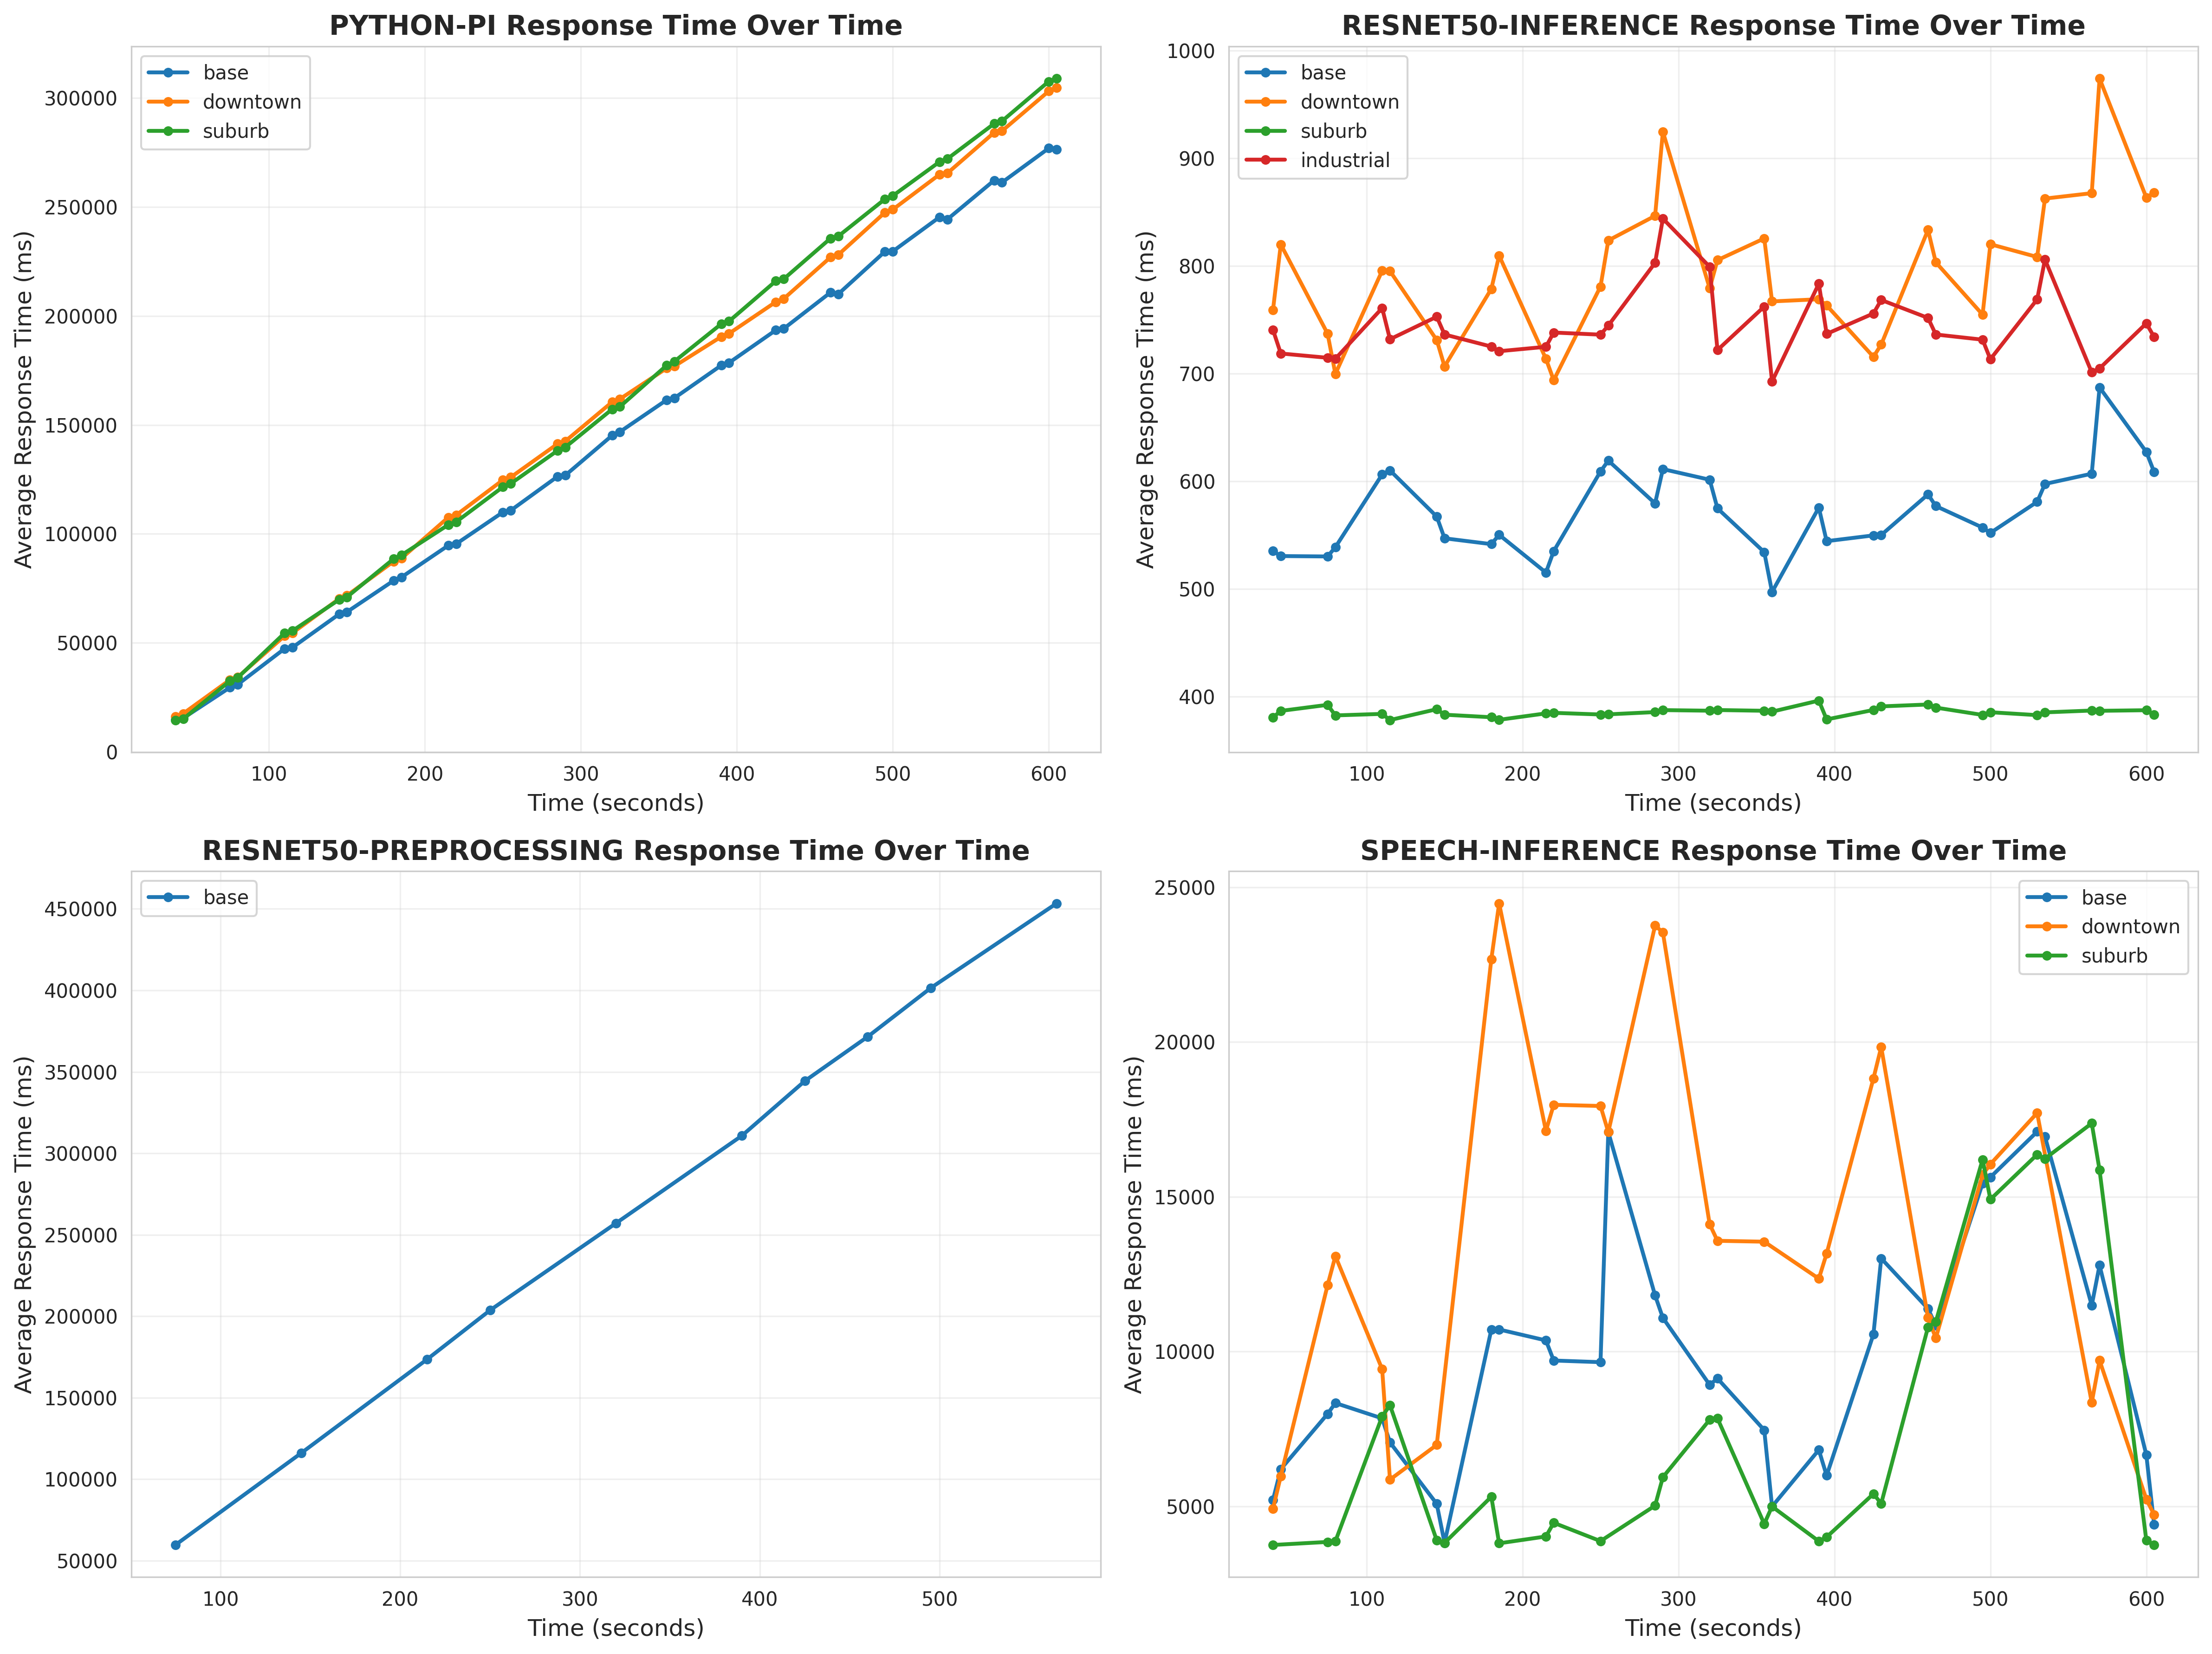 PYTHON-PI Response Time Over Time
base
downtown
suburb
Average Response Time (ms)
300000
250000
200000
150000
100000
50000
0
100 200 300 400 500 600
Time (seconds)
RESNET50-INFERENCE Response Time Over Time
base
downtown
suburb
industrial
Average Response Time (ms)
1000
900
800
700
600
500
400
100 200 300 400 500 600
Time (seconds)
RESNET50-PREPROCESSING Response Time Over Time
base
Average Response Time (ms)
450000
400000
350000
300000
250000
200000
150000
100000
50000
100 200 300 400 500
Time (seconds)
SPEECH-INFERENCE Response Time Over Time
base
downtown
suburb
Average Response Time (ms)
25000
20000
15000
10000
5000
100 200 300 400 500 600
Time (seconds)